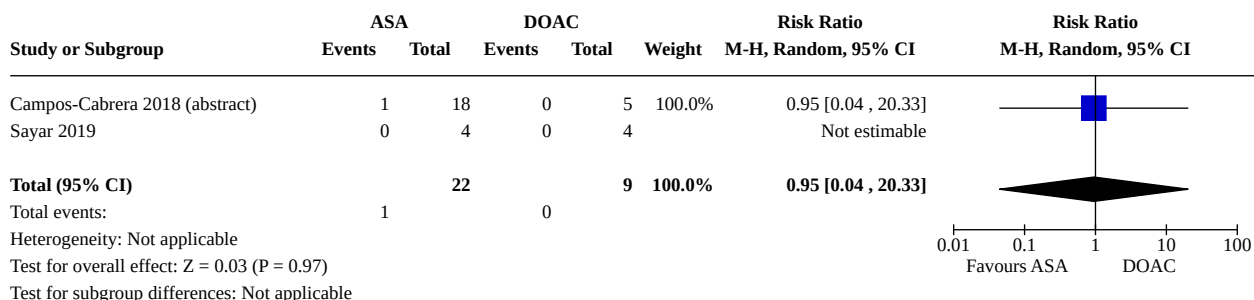 ASA DOAC Risk Ratio Risk Ratio
Study or Subgroup Events Total Events Total Weight M-H, Random, 95% CI M-H, Random, 95% CI
Campos-Cabrera 2018 (abstract) 1 18 0 5 100.0% 0.95 [0.04 , 20.33]
Sayar 2019 0 4 0 4 Not estimable
Total (95% CI) 22 9 100.0% 0.95 [0.04 , 20.33]
Total events: 1 0
Heterogeneity: Not applicable
0.01 0.1 1 10 100
Test for overall effect: Z = 0.03 (P = 0.97)
Favours ASA DOAC
Test for subgroup differences: Not applicable